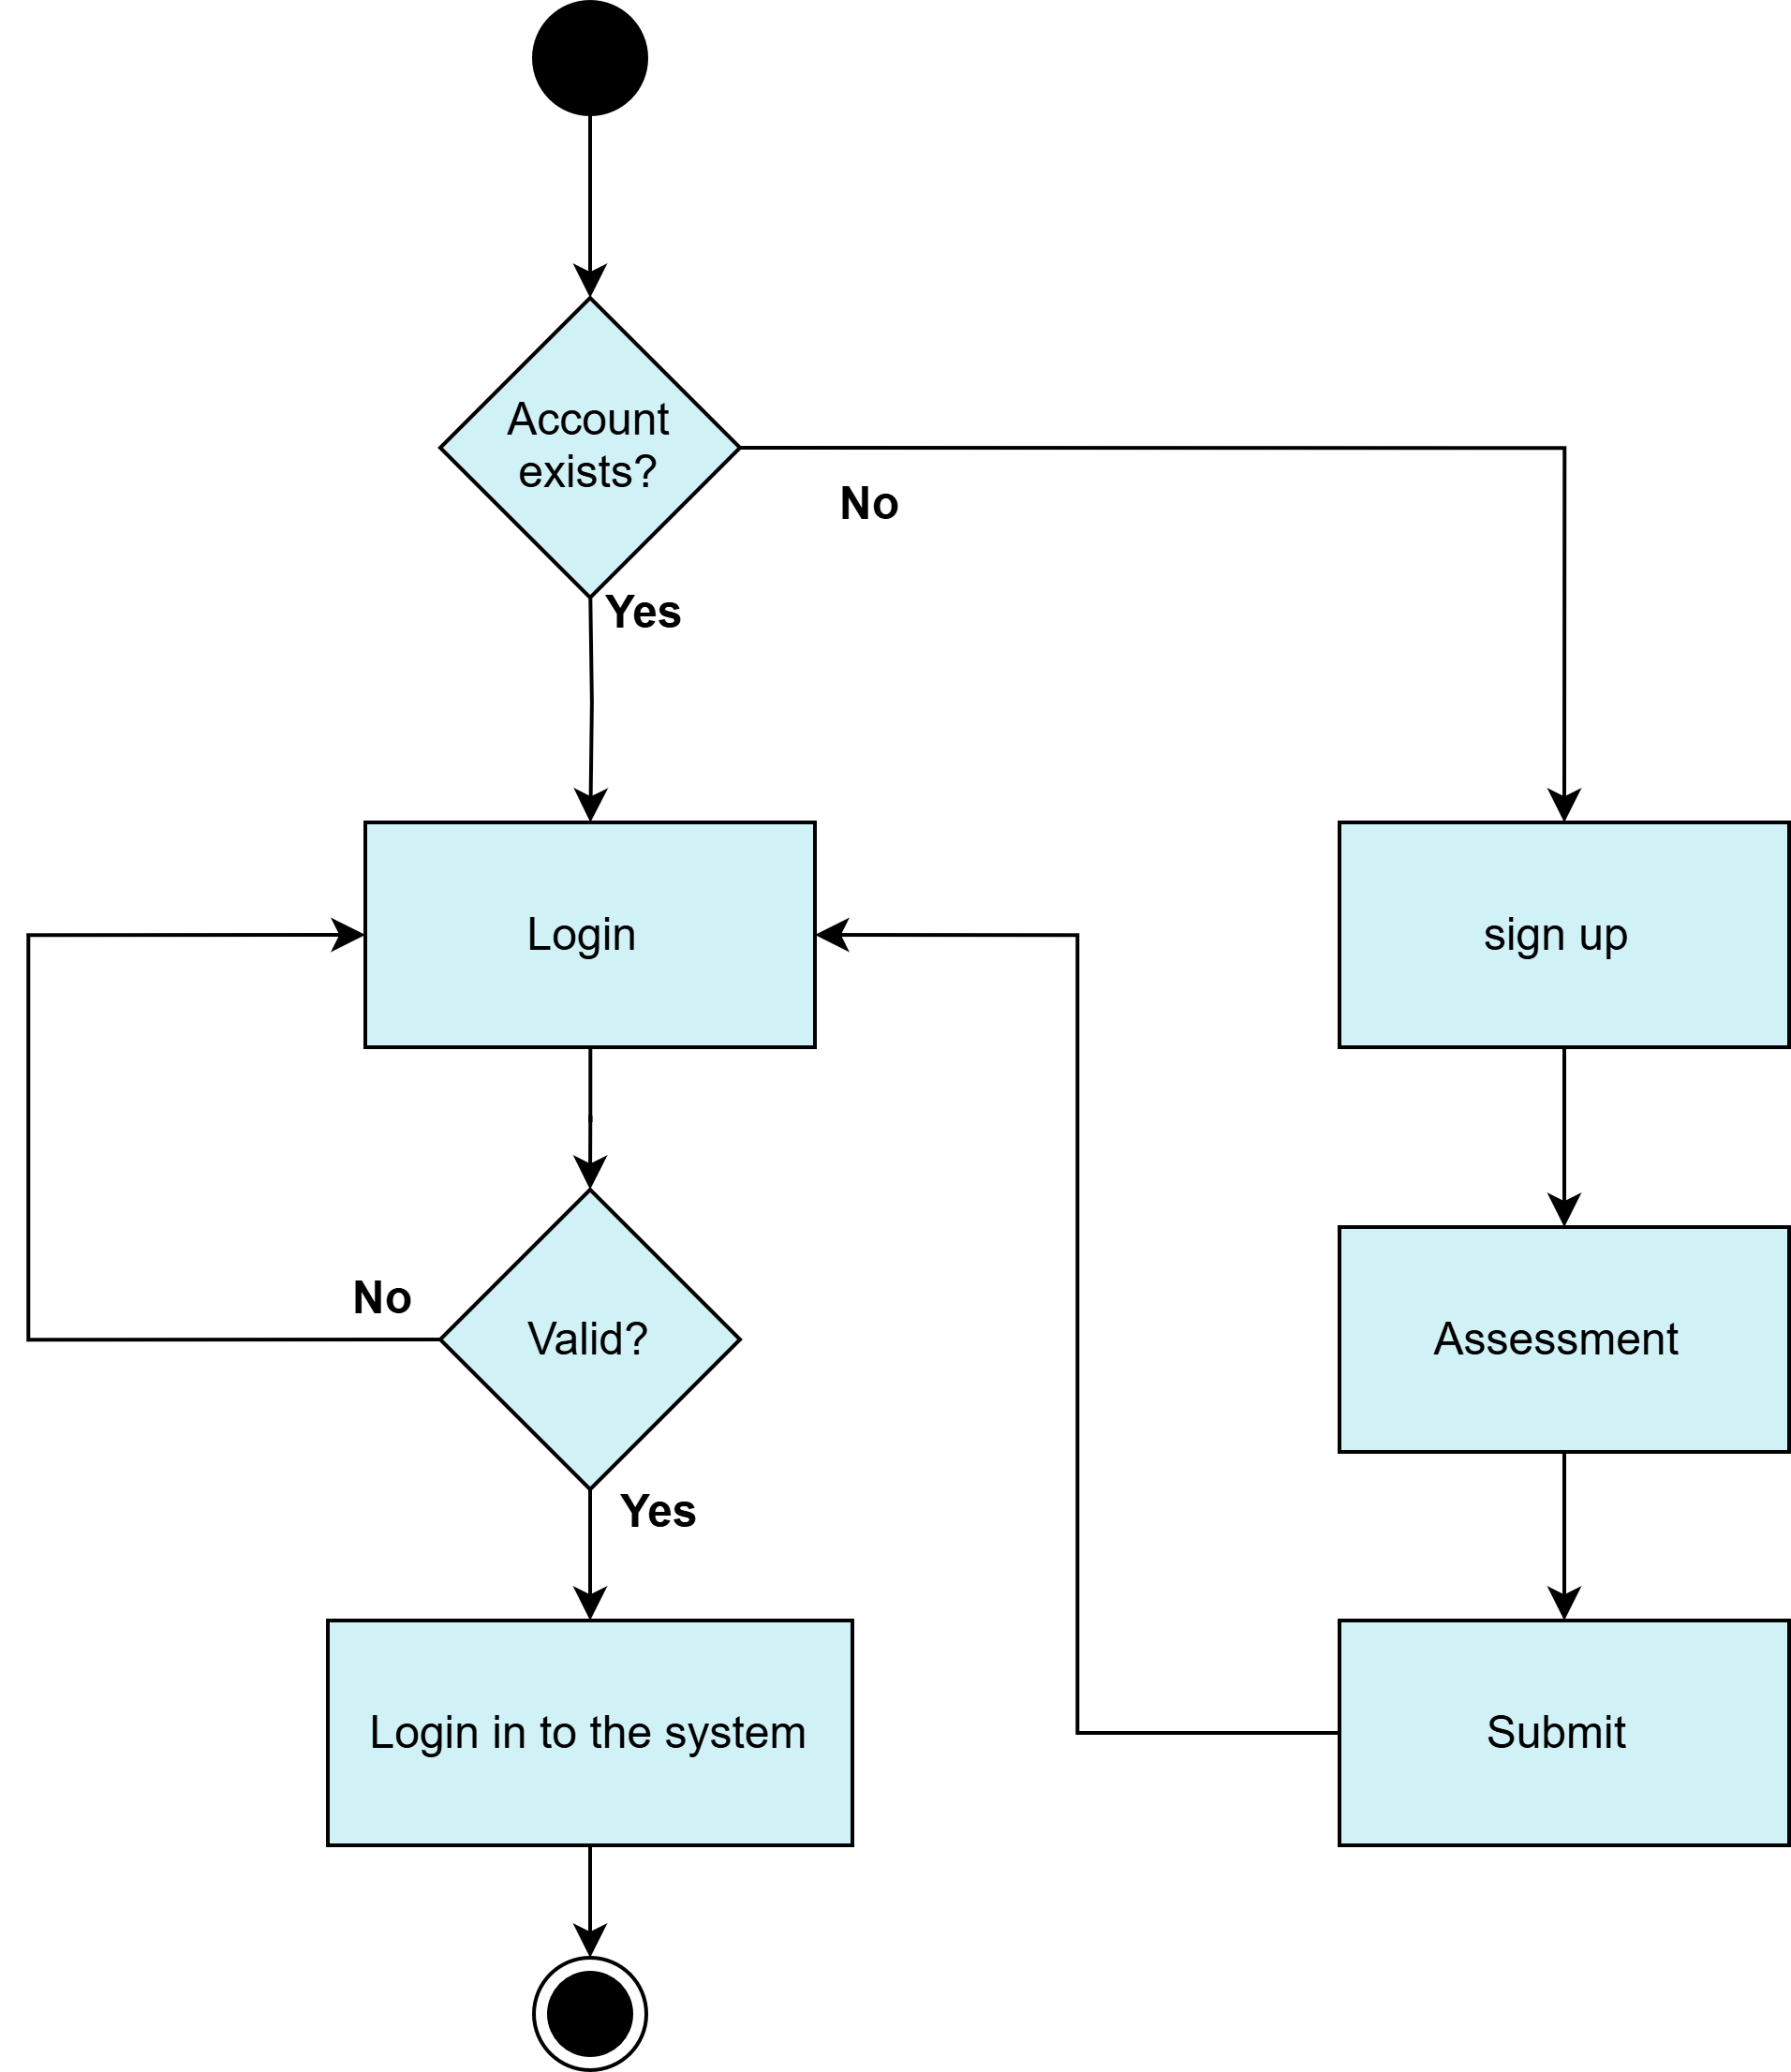 Account
exists?
No
Yes
Login
sign up
No
Valid?
Assessment
Yes
Login in to the system
Submit